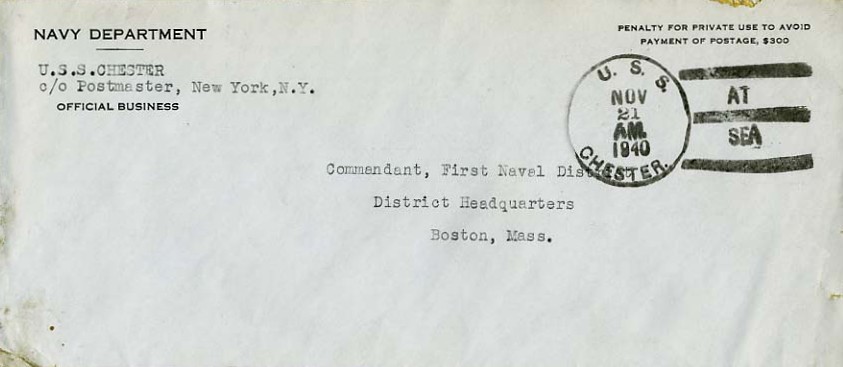 NAVY DEPARTMENT
U.S.S.CHESTER
c/o Postmaster, New York,N.Y.
OFFICIAL BUSINESS
PENALTY FOR PRIVATE USE TO AVOID
PAYMENT OF POSTAGE, $300
U. S. S.
NOV
21
AM.
1940
CHESTER.
AT
SEA
Commandant, First Naval District,
District Headquarters
Boston, Mass.